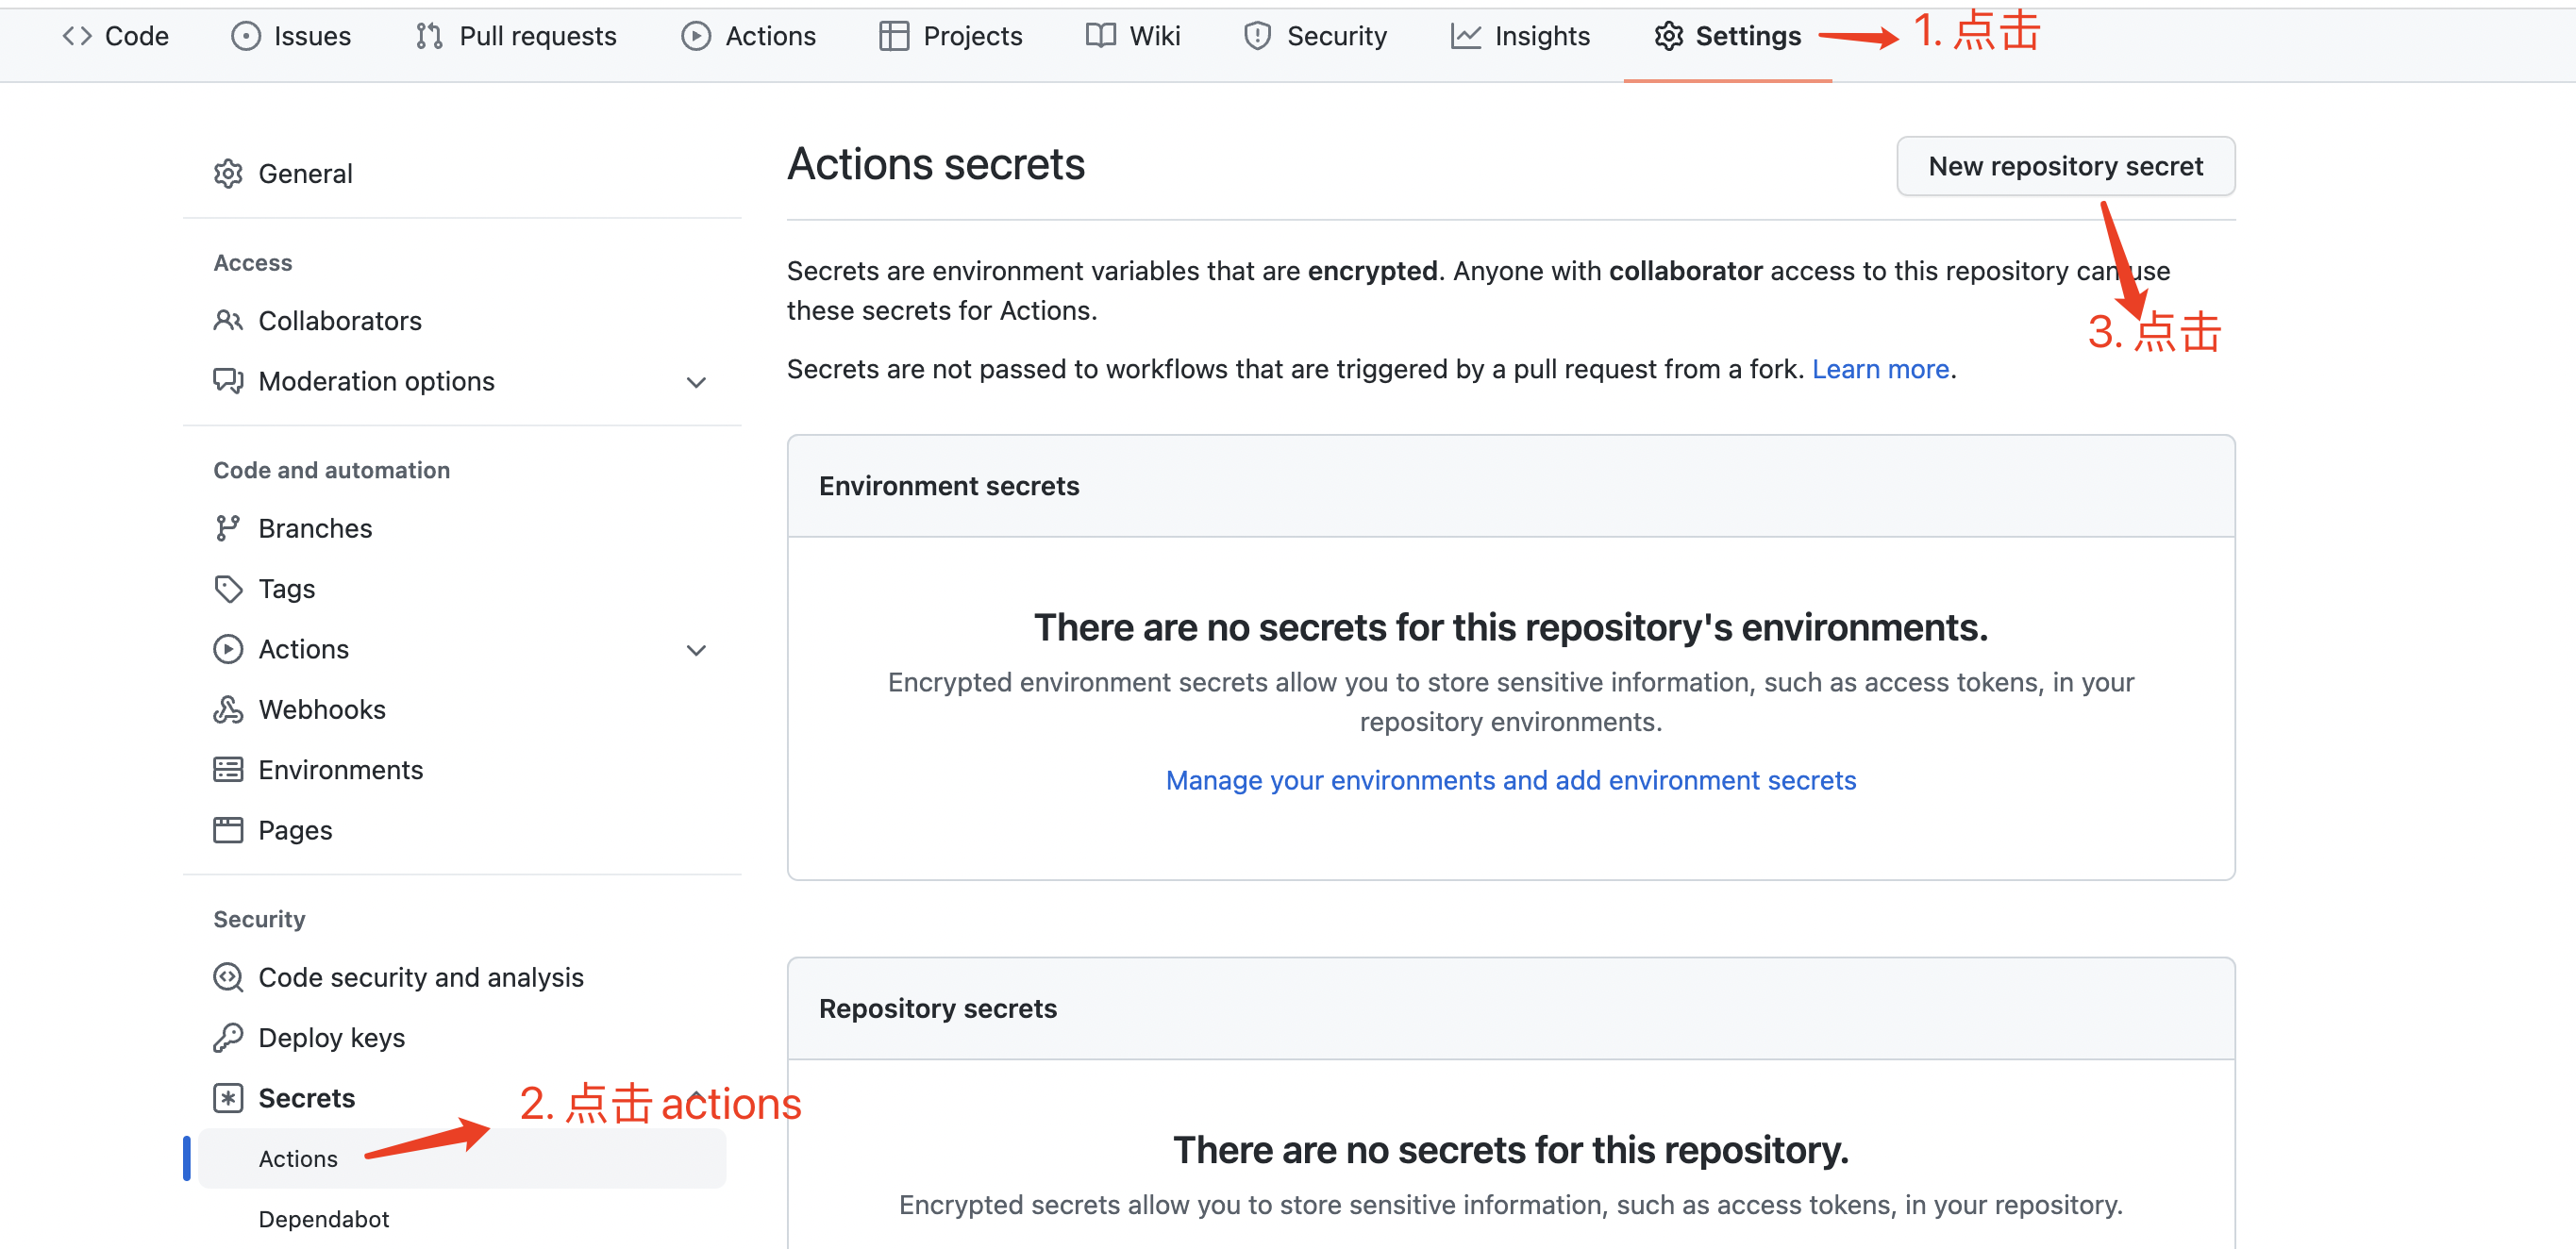 Code Issues Pull requests Actions Projects Wiki Security Insights Settings 1. 点击
General
Access
Collaborators
Moderation options
Code and automation
Branches
Tags
Actions
Webhooks
Environments
Pages
Security
Code security and analysis
Deploy keys
Secrets
2. 点击 actions
Actions
Dependabot
Actions secrets
New repository secret
3. 点击
Secrets are environment variables that are encrypted. Anyone with collaborator access to this repository can use
these secrets for Actions.
Secrets are not passed to workflows that are triggered by a pull request from a fork. Learn more.
Environment secrets
There are no secrets for this repository's environments.
Encrypted environment secrets allow you to store sensitive information, such as access tokens, in your
repository environments.
Manage your environments and add environment secrets
Repository secrets
There are no secrets for this repository.
Encrypted secrets allow you to store sensitive information, such as access tokens, in your repository.